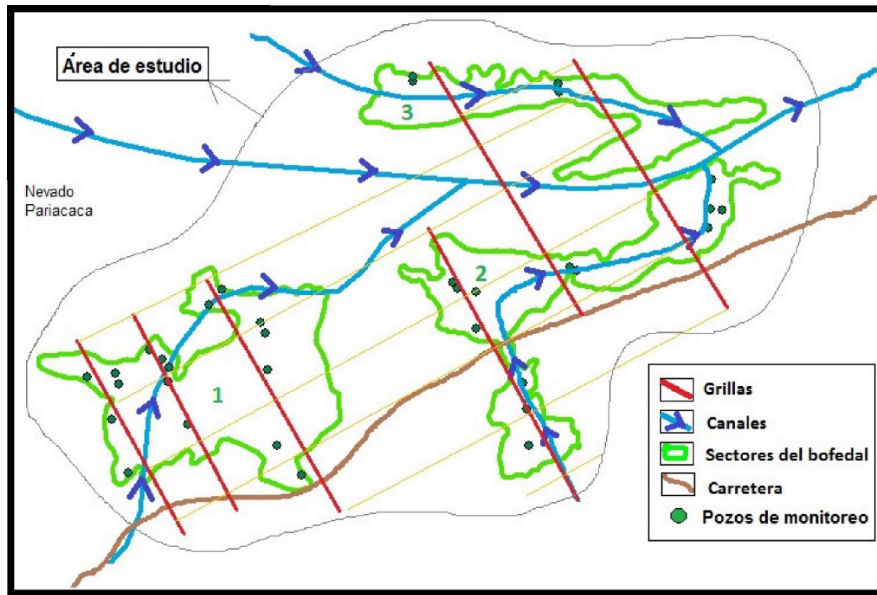 Área de estudio
3
Nevado
Pariacaca
2
1
Grillas
Canales
Sectores del bofedal
Carretera
Pozos de monitoreo